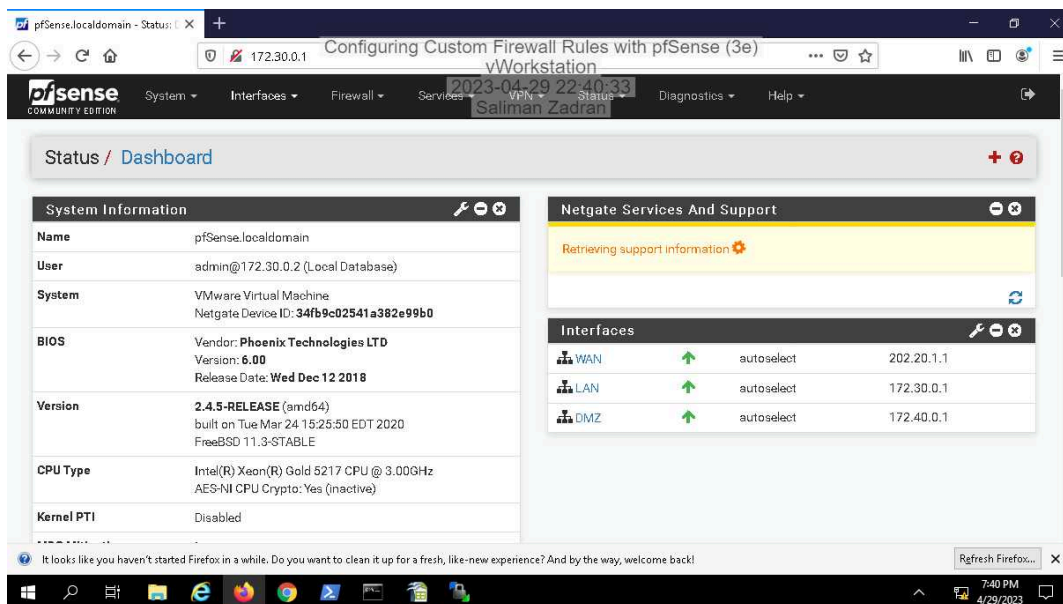 pfSense.localdomain - Status:
172.30.0.1
Configuring Custom Firewall Rules with pfSense (3e)
vWorkstation
2023-04-29 22:40:33
Saliman Zadran
pfsense
COMMUNITY EDITION
System Interfaces Firewall Services VPN Status Diagnostics Help
Status / Dashboard
System Information
Name pfSense.localdomain
User admin@172.30.0.2 (Local Database)
System VMware Virtual Machine
Netgate Device ID: 34fb9c02541a382e99b0
BIOS Vendor: Phoenix Technologies LTD
Version: 6.00
Release Date: Wed Dec 12 2018
Version 2.4.5-RELEASE (amd64)
built on Tue Mar 24 15:25:50 EDT 2020
FreeBSD 11.3-STABLE
CPU Type Intel(R) Xeon(R) Gold 5217 CPU @ 3.00GHz
AES-NI CPU Crypto: Yes (inactive)
Kernel PTI Disabled
Netgate Services And Support
Retrieving support information
Interfaces
WAN autoselect 202.20.1.1
LAN autoselect 172.30.0.1
DMZ autoselect 172.40.0.1
It looks like you haven't started Firefox in a while. Do you want to clean it up for a fresh, like-new experience? And by the way, welcome back!
Refresh Firefox...
7:40 PM
4/29/2023